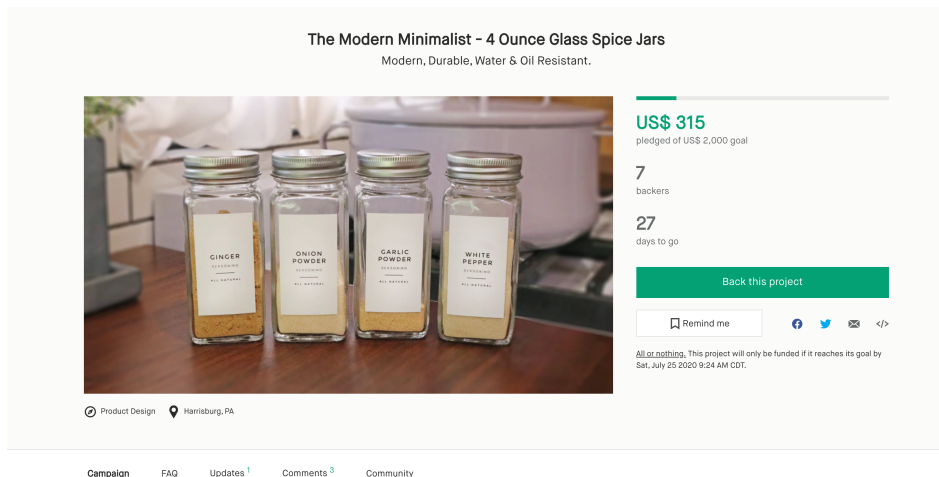 The Modern Minimalist - 4 Ounce Glass Spice Jars
Modern, Durable, Water & Oil Resistant.
GINGER
SEASONING
ALL NATURAL
ONION
POWDER
SEASONING
ALL NATURAL
GARLIC
POWDER
SEASONING
ALL NATURAL
WHITE
PEPPER
SEASONING
ALL NATURAL
US$ 315
pledged of US$ 2,000 goal
7
backers
27
days to go
Back this project
Remind me
</>
All or nothing. This project will only be funded if it reaches its goal by
Sat, July 25 2020 9:24 AM CDT.
Product Design Harrisburg, PA
Campaign FAQ Updates 1 Comments 3 Community